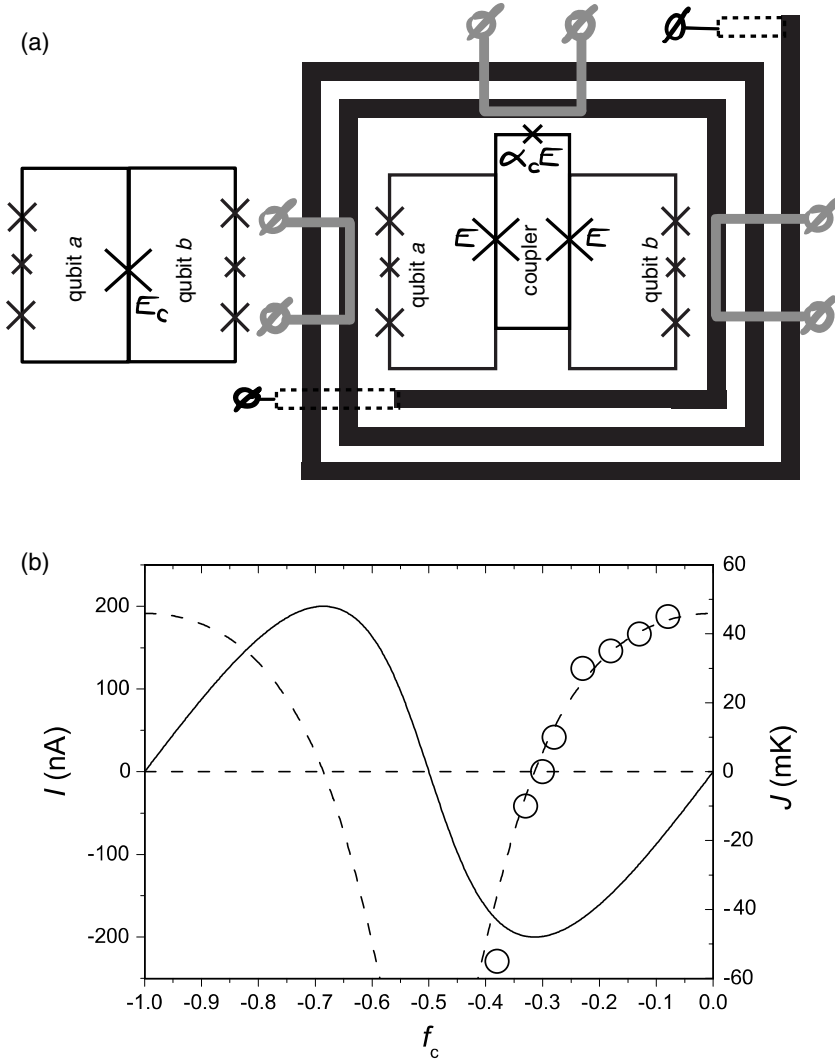 (a)
qubit a
qubit b
E_c
α_c E
E
E
qubit a
coupler
qubit b
(b)
200
100
0
-100
-200
I (nA)
60
40
20
0
-20
-40
-60
J (mK)
-1.0 -0.9 -0.8 -0.7 -0.6 -0.5 -0.4 -0.3 -0.2 -0.1 0.0
f_c